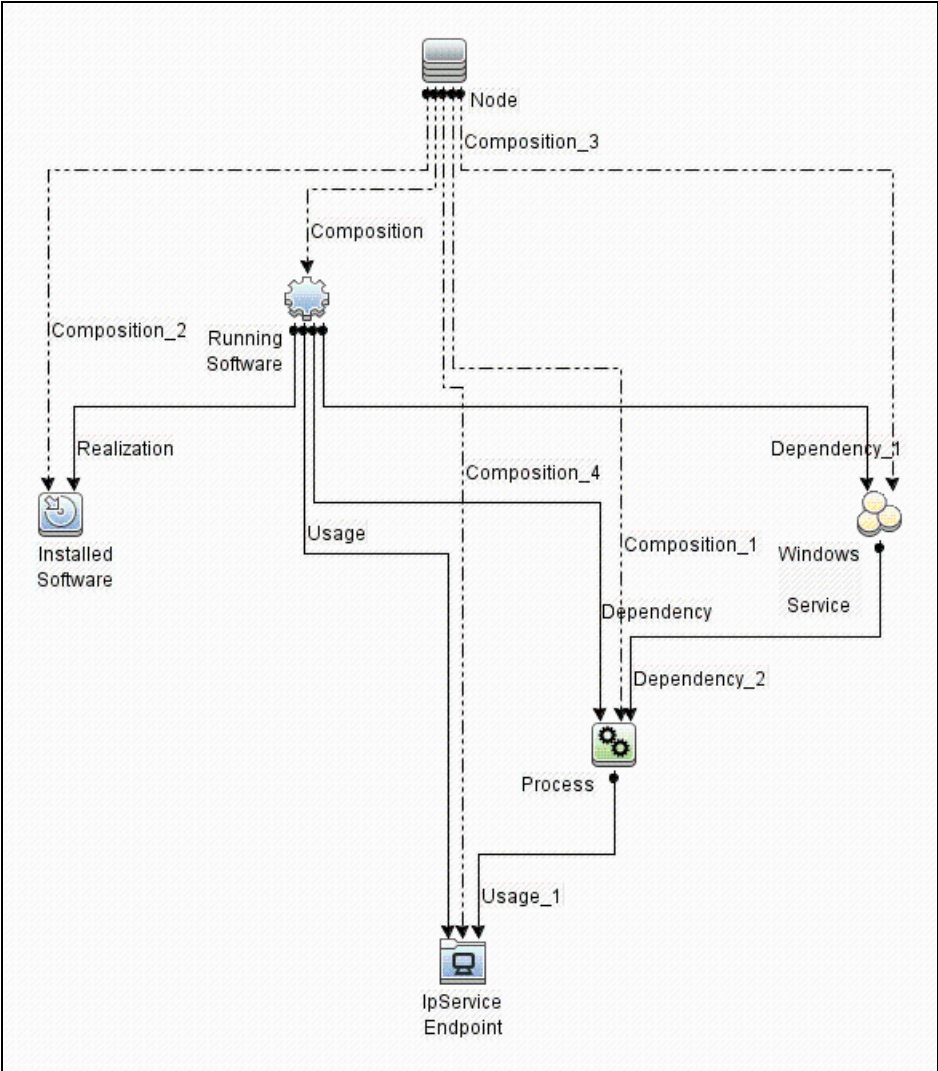 Node
Composition_3
Composition
Composition_2
Running
Software
Realization
Dependency_1
Composition_4
Usage
Composition_1
Installed
Software
Windows
Service
Dependency
Dependency_2
Process
Usage_1
IpService
Endpoint